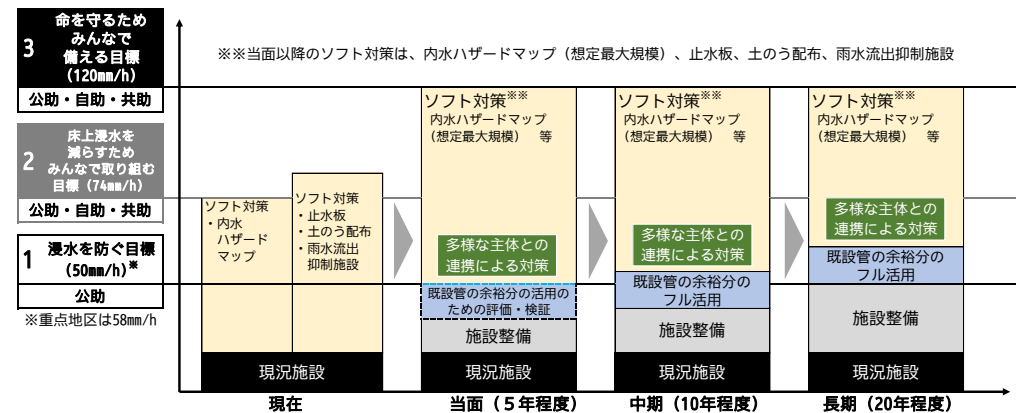 3
命を守るため
みんなで
備える目標
(120mm/h)
公助・自助・共助
2
床上浸水を
減らすため
みんなで取り組む
目標（74mm/h）
公助・自助・共助
1
浸水を防ぐ目標
(50mm/h)※
公助
※重点地区は58mm/h
※※当面以降のソフト対策は、内水ハザードマップ（想定最大規模）、止水板、土のう配布、雨水流出抑制施設
ソフト対策
・内水
ハザード
マップ
ソフト対策
・止水板
・土のう配布
・雨水流出
抑制施設
現況施設
現在
ソフト対策※※
内水ハザードマップ
（想定最大規模）　等
多様な主体との
連携による対策
既設管の余裕分の活用の
ための評価・検証
施設整備
現況施設
当面（５年程度）
ソフト対策※※
内水ハザードマップ
（想定最大規模）　等
多様な主体との
連携による対策
既設管の余裕分の
フル活用
施設整備
現況施設
中期（10年程度）
ソフト対策※※
内水ハザードマップ
（想定最大規模）　等
多様な主体との
連携による対策
既設管の余裕分の
フル活用
施設整備
現況施設
長期（20年程度）